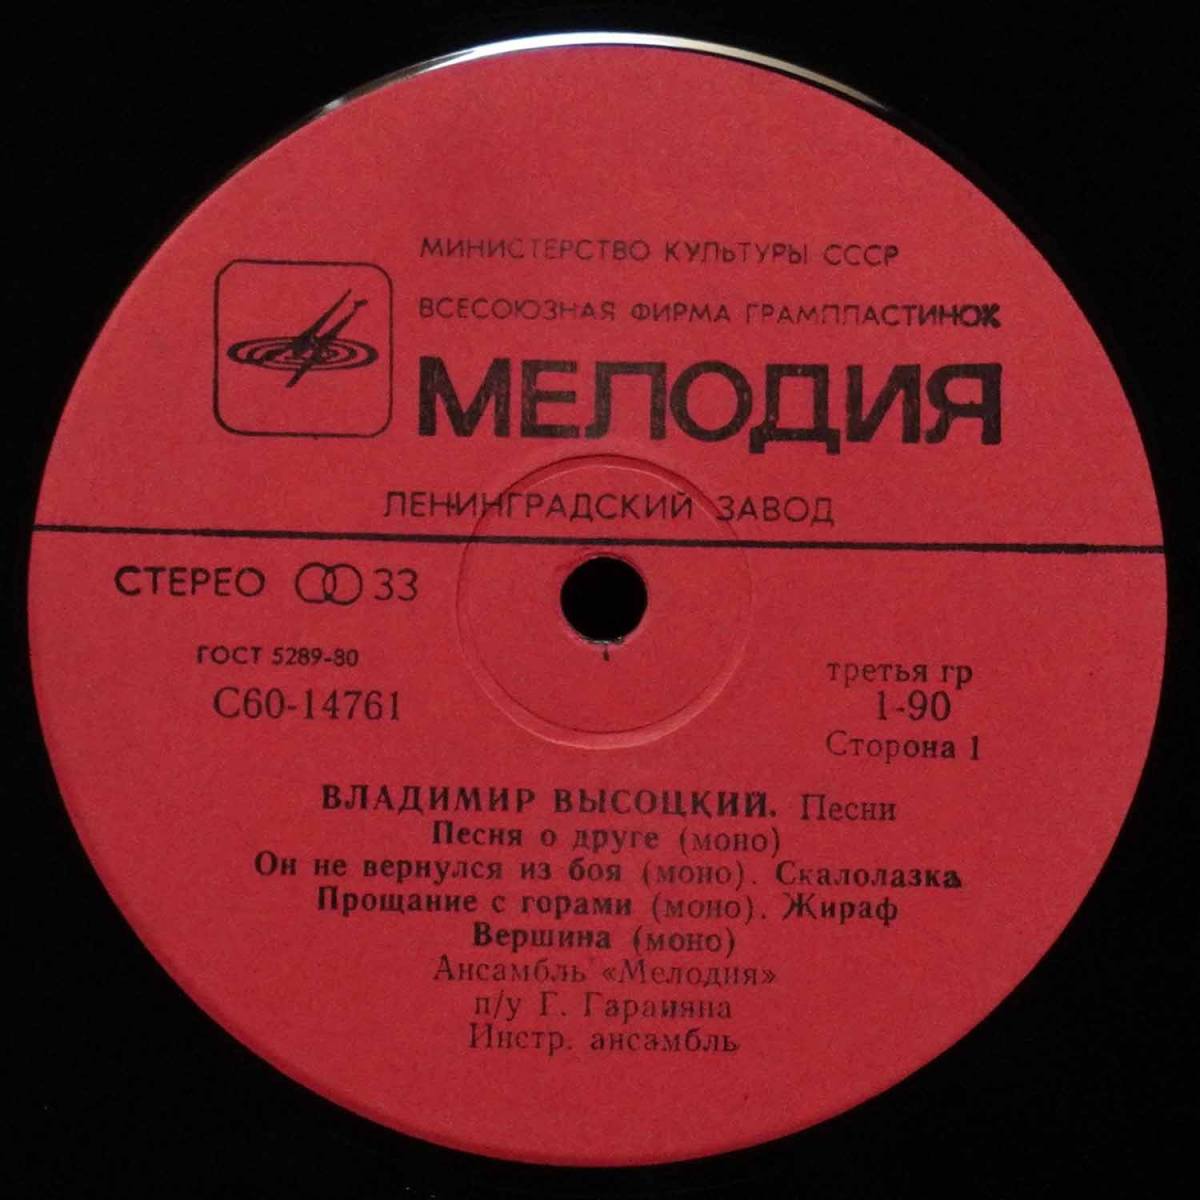 МИНИСТЕРСТВО КУЛЬТУРЫ СССР
ВСЕСОЮЗНАЯ ФИРМА ГРАМПЛАСТИНОК
МЕЛОДИЯ
ЛЕНИНГРАДСКИЙ ЗАВОД
СТЕРЕО 33
ГОСТ 5289-80
С60-14761
третья гр
1-90
Сторона 1
ВЛАДИМИР ВЫСОЦКИЙ. Песни
Песня о друге (моно)
Он не вернулся из боя (моно). Скалолазка
Прощание с горами (моно). Жираф
Вершина (моно)
Ансамбль «Мелодия»
п/у Г. Гараняна
Инстр. ансамбль